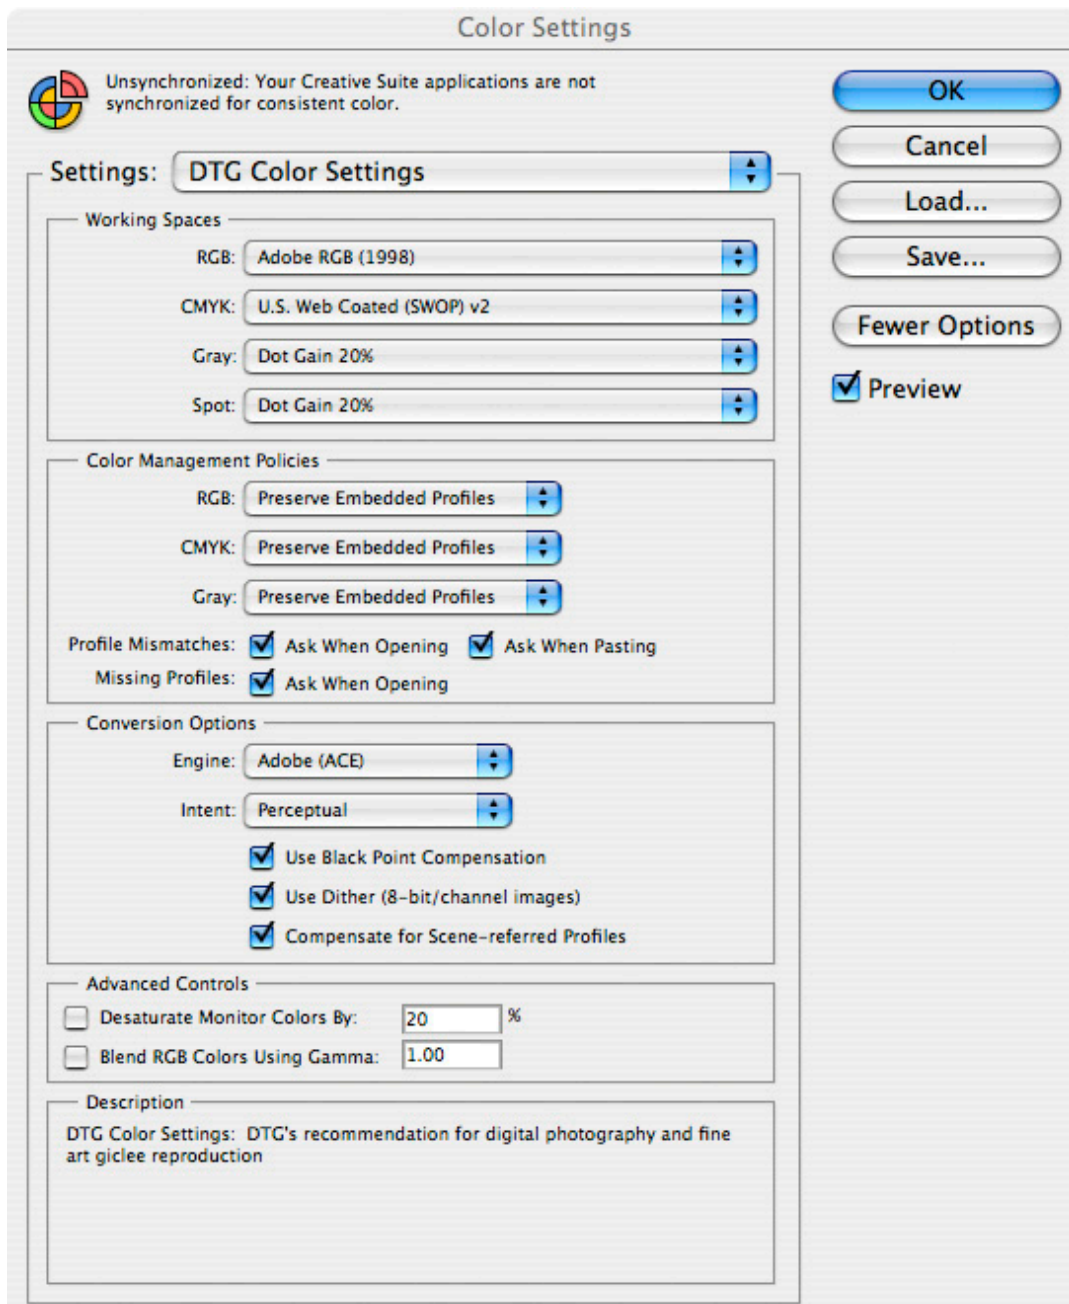 Color Settings
Unsynchronized: Your Creative Suite applications are not
synchronized for consistent color.
OK
Cancel
Load...
Save...
Fewer Options
Preview
Settings: DTG Color Settings
Working Spaces
RGB: Adobe RGB (1998)
CMYK: U.S. Web Coated (SWOP) v2
Gray: Dot Gain 20%
Spot: Dot Gain 20%
Color Management Policies
RGB: Preserve Embedded Profiles
CMYK: Preserve Embedded Profiles
Gray: Preserve Embedded Profiles
Profile Mismatches: Ask When Opening Ask When Pasting
Missing Profiles: Ask When Opening
Conversion Options
Engine: Adobe (ACE)
Intent: Perceptual
Use Black Point Compensation
Use Dither (8-bit/channel images)
Compensate for Scene-referred Profiles
Advanced Controls
Desaturate Monitor Colors By: 20 %
Blend RGB Colors Using Gamma: 1.00
Description
DTG Color Settings: DTG's recommendation for digital photography and fine
art giclee reproduction